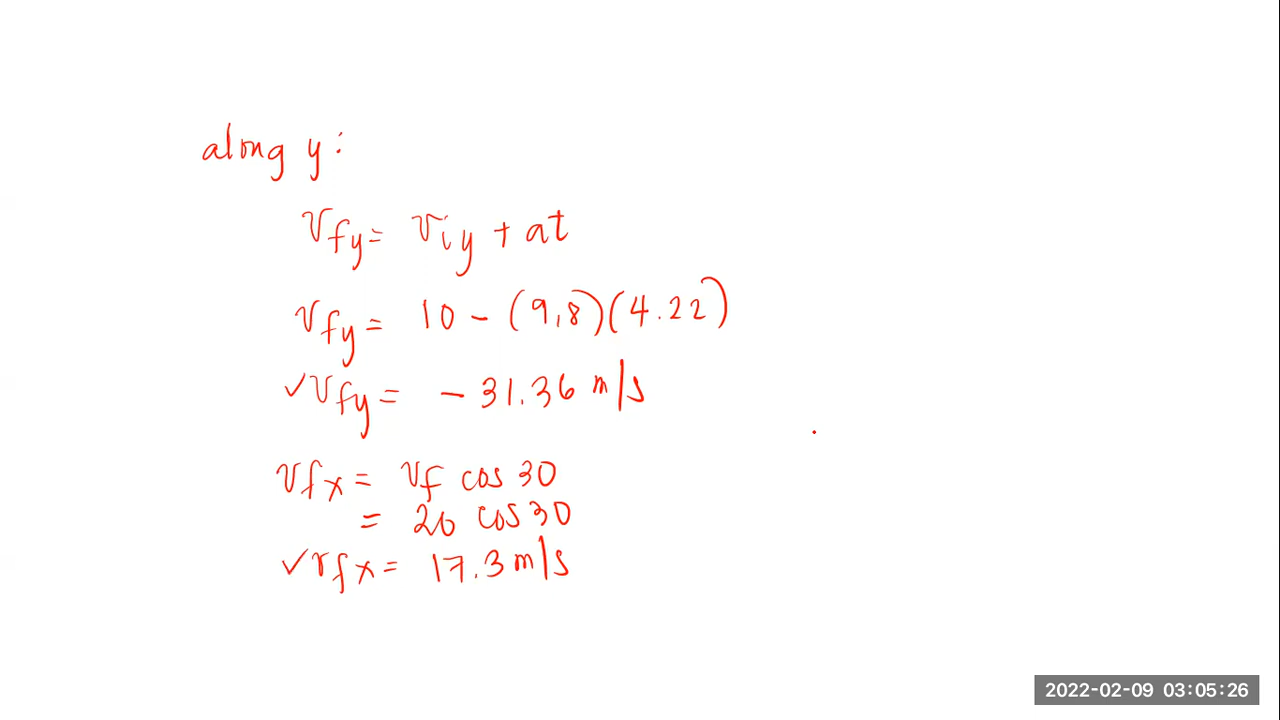 along y:
vfy = viy + at
vfy = 10 - (9.8)(4.22)
✓vfy = - 31.36 m/s
vfx = vf cos 30
= 20 cos 30
✓vfx = 17.3 m/s
2022-02-09 03:05:26